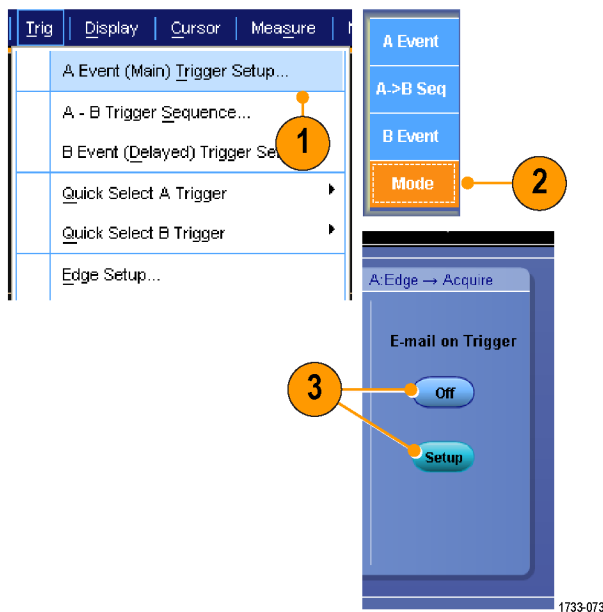 Trig Display Cursor Measure
A Event (Main) Trigger Setup...
A - B Trigger Sequence...
1
B Event (Delayed) Trigger Se
Quick Select A Trigger
Quick Select B Trigger
Edge Setup...
A Event
A->B Seq
B Event
Mode
2
A:Edge → Acquire
E-mail on Trigger
3
Off
Setup
1733-073